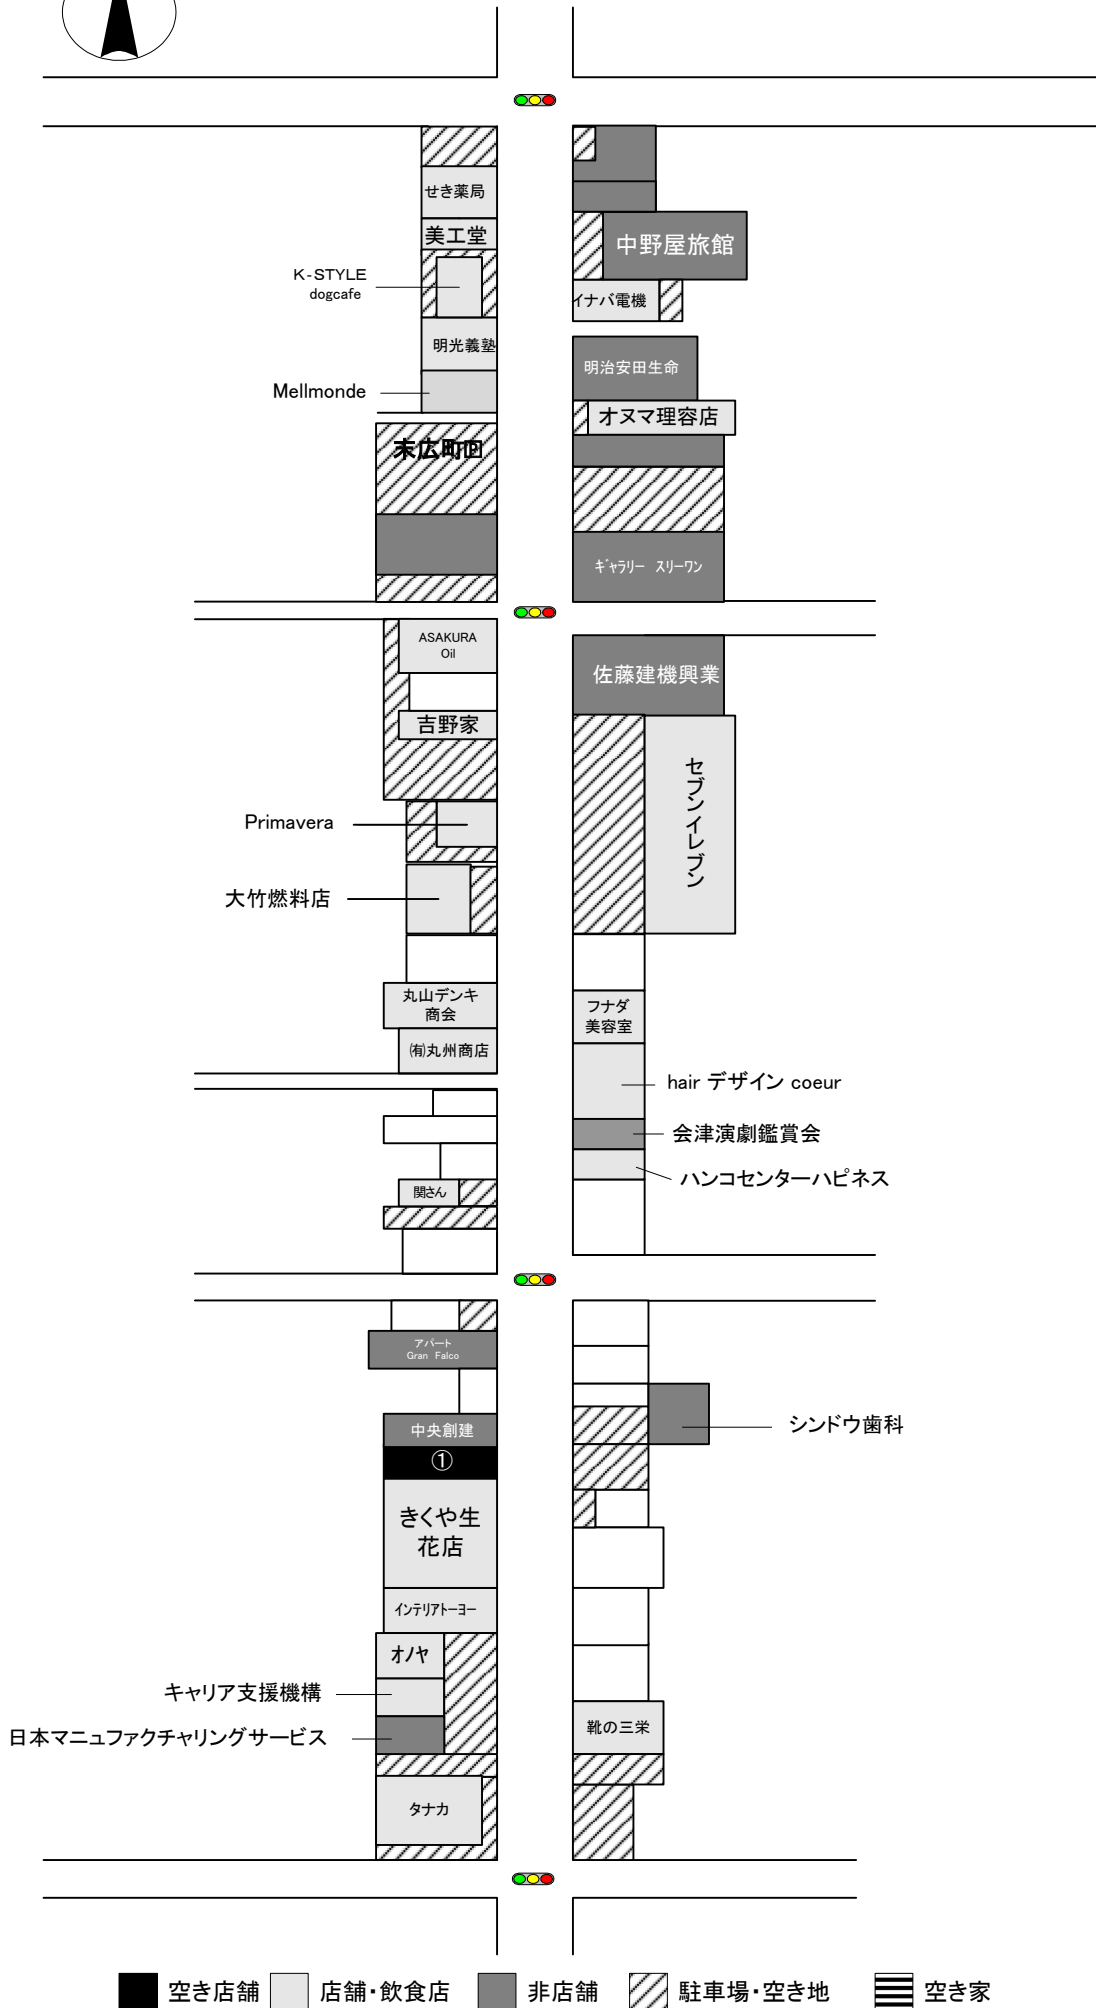 せき薬局
美工堂
K-STYLE
dogcafe
明光義塾
Mellmonde
末広町
中野屋旅館
イナバ電機
明治安田生命
オヌマ理容店
ギャラリー スリーワン
ASAKURA
Oil
吉野家
Primavera
大竹燃料店
丸山デンキ
商会
㈲丸州商店
関さん
佐藤建機興業
セブンイレブン
フナダ
美容室
hair デザイン coeur
会津演劇鑑賞会
ハンコセンターハピネス
アパート
Gran Falco
中央創建
①
きくや生
花店
インテリアトーヨー
オノヤ
キャリア支援機構
日本マニュファクチャリングサービス
タナカ
シンドウ歯科
靴の三栄
空き店舗 店舗・飲食店 非店舗 駐車場・空き地 空き家